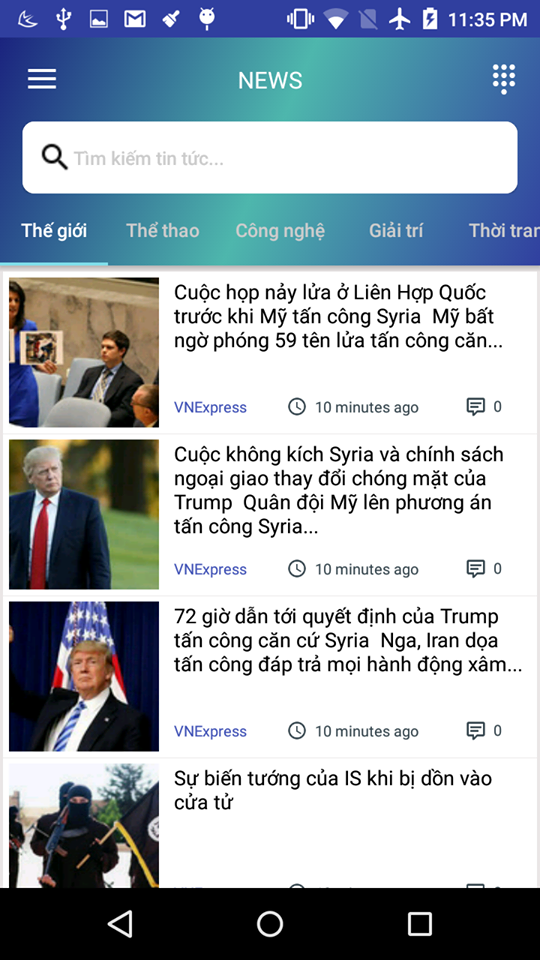 11:35 PM
NEWS
Tìm kiếm tin tức...
Thế giới
Thể thao
Công nghệ
Giải trí
Thời tran
Cuộc họp nảy lửa ở Liên Hợp Quốc
trước khi Mỹ tấn công Syria Mỹ bất
ngờ phóng 59 tên lửa tấn công căn...
VNExpress 10 minutes ago 0
Cuộc không kích Syria và chính sách
ngoại giao thay đổi chóng mặt của
Trump Quân đội Mỹ lên phương án
tấn công Syria...
VNExpress 10 minutes ago 0
72 giờ dẫn tới quyết định của Trump
tấn công căn cứ Syria Nga, Iran dọa
tấn công đáp trả mọi hành động xâm...
VNExpress 10 minutes ago 0
Sự biến tướng của IS khi bị dồn vào
cửa tử